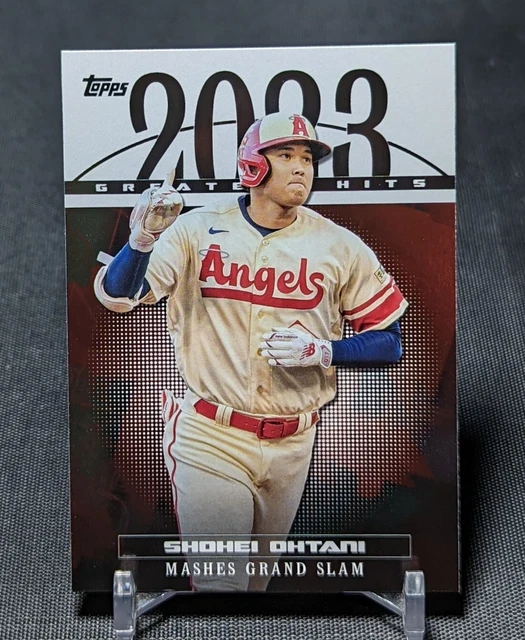 Topps
2023
GREATEST HITS
A
Angels
SHOHEI OHTANI
MASHES GRAND SLAM